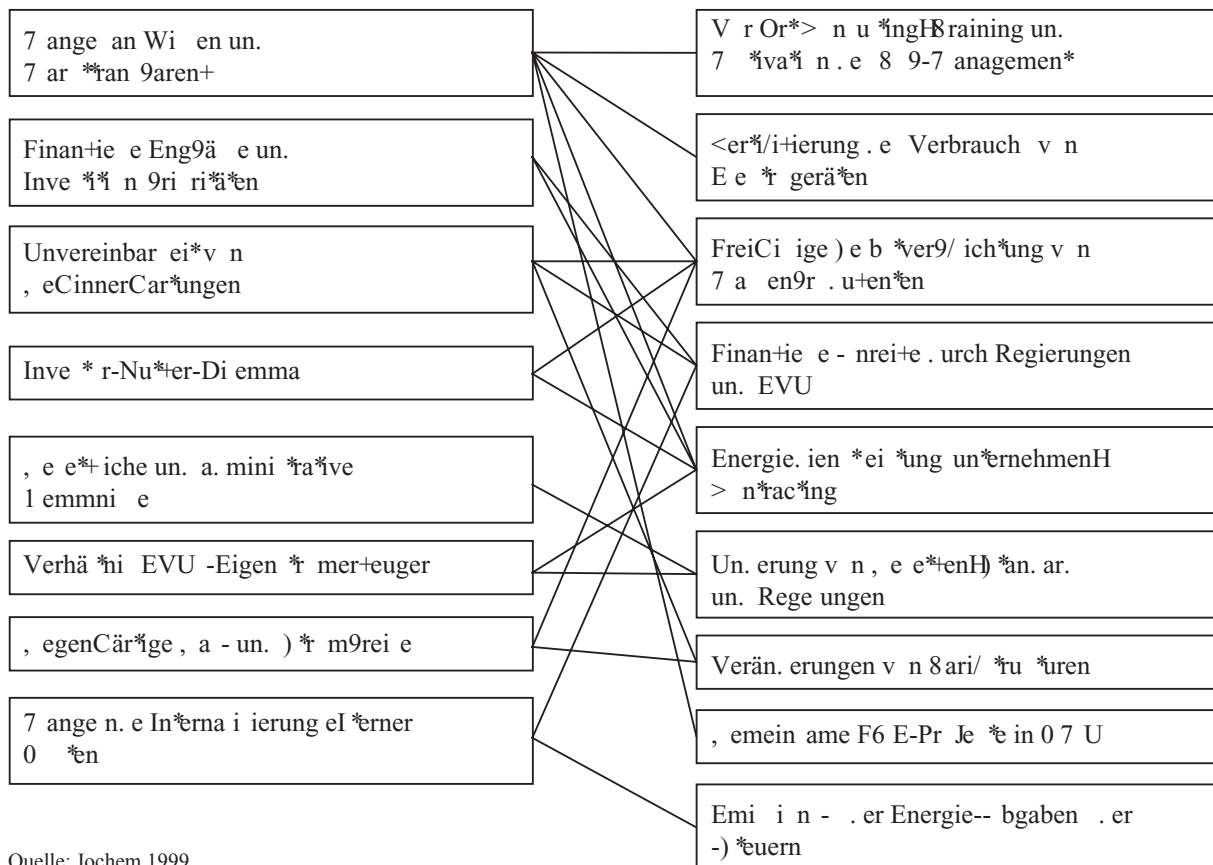 7 ange an Wi en un.
7 ar **ran 9aren+
Finan+ie e Eng9ä e un.
Inve *i*i n 9ri ri*ä*en
Unvereinbar ei* v n
, eCinnerCar*ungen
Inve * r-Nu*+er-Di emma
, e e*+ iche un. a. mini *ra*ive
1 emmni e
Verhä *ni EVU -Eigen *r mer+euger
, egenCär*ige , a - un. ) *r m9rei e
7 ange n. e In*erna i ierung eI *erner
0 *en
V r Or*> n u *ingH8raining un.
7 *iva*i n . e 8 9-7 anagemen*
<er*i/i+ierung . e Verbrauch v n
E e *r gerä*en
FreiCi ige ) e b *ver9/ ich*ung v n
7 a en9r . u+en*en
Finan+ie e - nrei+e . urch Regierungen
un. EVU
Energie. ien *ei *ung un*ernehmenH
> n*rac*ing
Un. erung v n , e e*+enH) *an. ar.
un. Rege ungen
Verän. erungen v n 8 ari/ *ru *uren
, emein ame F6 E-Pr Je *e in 0 7 U
Emi i n - . er Energie-- bgaben . er
-) *euern
Quelle: Jochem 1999